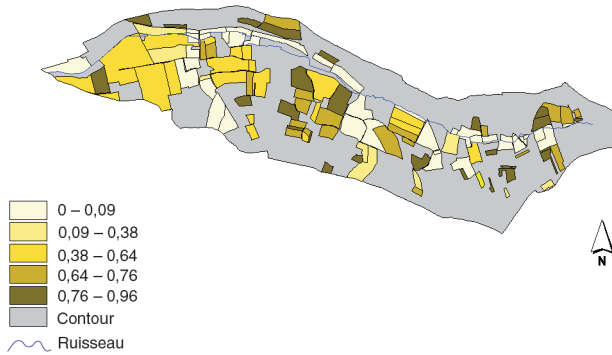 0 – 0,09
0,09 – 0,38
0,38 – 0,64
0,64 – 0,76
0,76 – 0,96
Contour
Ruisseau
N